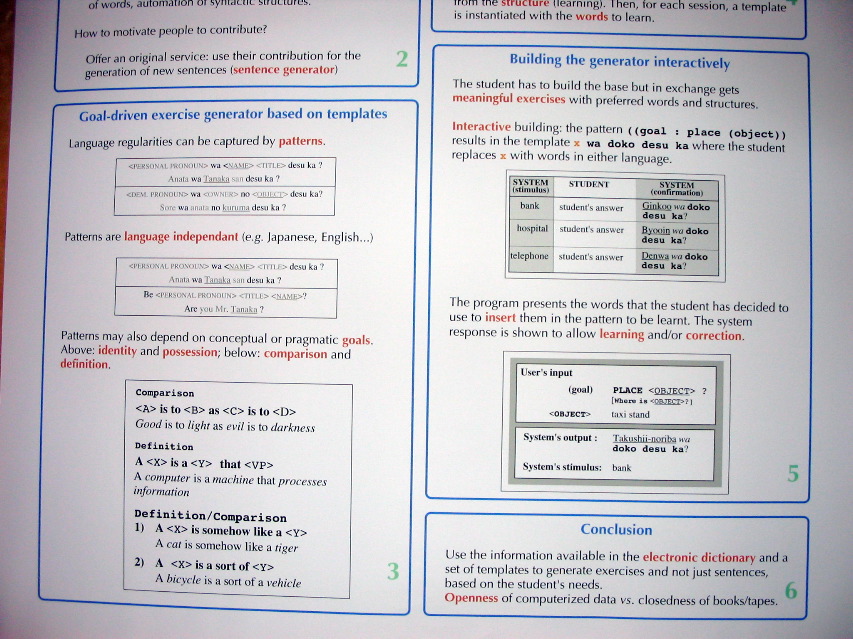 of words, automation of syntactic structures.
How to motivate people to contribute?
Offer an original service: use their contribution for the
generation of new sentences (sentence generator)
2
Goal-driven exercise generator based on templates
Language regularities can be captured by patterns.
<PERSONAL PRONOUN> wa <NAME> <TITLE> desu ka ?
Anata wa Tanaka san desu ka ?
<DEM. PRONOUN> wa <OWNER> no <OBJECT> desu ka?
Sore wa anata no kuruma desu ka ?
Patterns are language independant (e.g. Japanese, English...)
<PERSONAL PRONOUN> wa <NAME> <TITLE> desu ka ?
Anata wa Tanaka san desu ka ?
Be <PERSONAL PRONOUN> <TITLE> <NAME>?
Are you Mr. Tanaka ?
Patterns may also depend on conceptual or pragmatic goals.
Above: identity and possession; below: comparison and
definition.
Comparison
<A> is to <B> as <C> is to <D>
Good is to light as evil is to darkness
Definition
A <X> is a <Y> that <VP>
A computer is a machine that processes
information
Definition/Comparison
1) A <X> is somehow like a <Y>
A cat is somehow like a tiger
2) A <X> is a sort of <Y>
A bicycle is a sort of a vehicle
3
from the structure (learning). Then, for each session, a template
is instantiated with the words to learn.
4
Building the generator interactively
The student has to build the base but in exchange gets
meaningful exercises with preferred words and structures.
Interactive building: the pattern ((goal : place (object))
results in the template x wa doko desu ka where the student
replaces x with words in either language.
SYSTEM STUDENT SYSTEM
(stimulus) (confirmation)
bank student's answer Ginkoo wa doko
desu ka?
hospital student's answer Byooin wa doko
desu ka?
telephone student's answer Denwa wa doko
desu ka?
The program presents the words that the student has decided to
use to insert them in the pattern to be learnt. The system
response is shown to allow learning and/or correction.
User's input
(goal) PLACE <OBJECT> ?
[Where is <OBJECT>?)
<OBJECT> taxi stand
System's output : Takushii-noriba wa
doko desu ka?
System's stimulus: bank
5
Conclusion
Use the information available in the electronic dictionary and a
set of templates to generate exercises and not just sentences,
based on the student's needs.
Openness of computerized data vs. closedness of books/tapes.
6